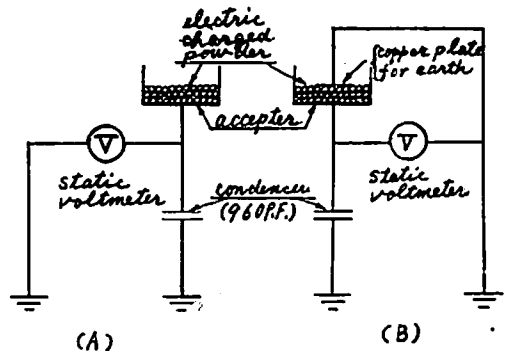 electric
charged
powder
copper plate
for earth
accepter
V
V
static
voltmeter
static
voltmeter
condencer
(960P.F.)
(A)
(B)